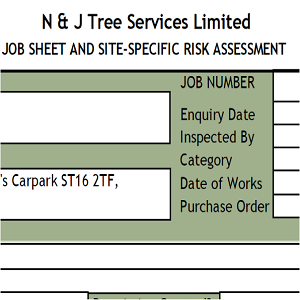 N & J Tree Services Limited
JOB SHEET AND SITE-SPECIFIC RISK ASSESSMENT
JOB NUMBER
Enquiry Date
Inspected By
Category
's Carpark ST16 2TF,
Date of Works
Purchase Order